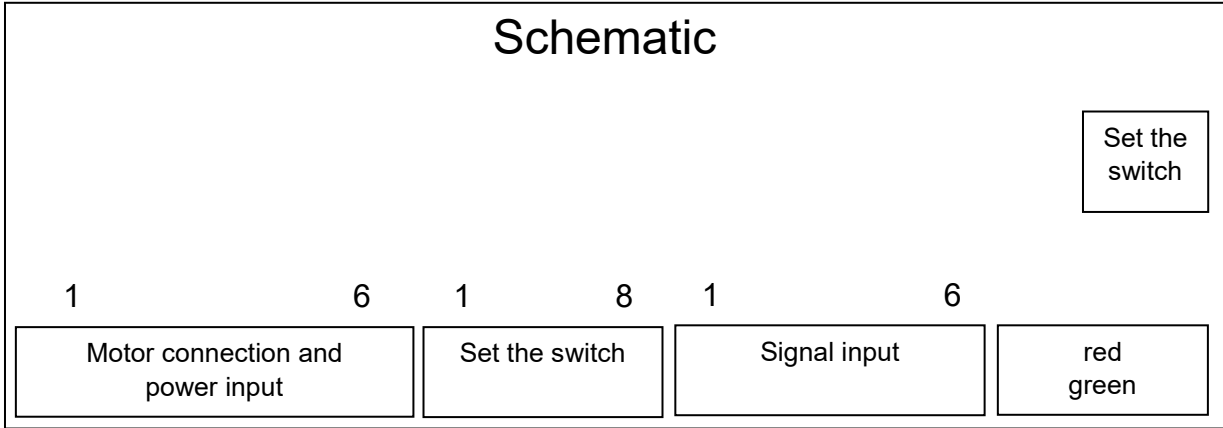 Schematic
Set the
switch
1 6 1 8 1 6
Motor connection and
power input
Set the switch
Signal input
red
green